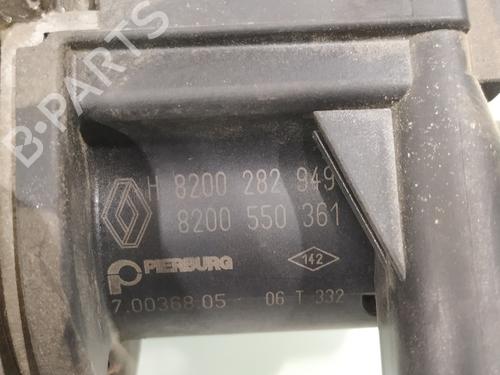 B-PARTS
H 8200 282 949
8200 550 361
PIERBURG
142
7.00368.05 06 T 332